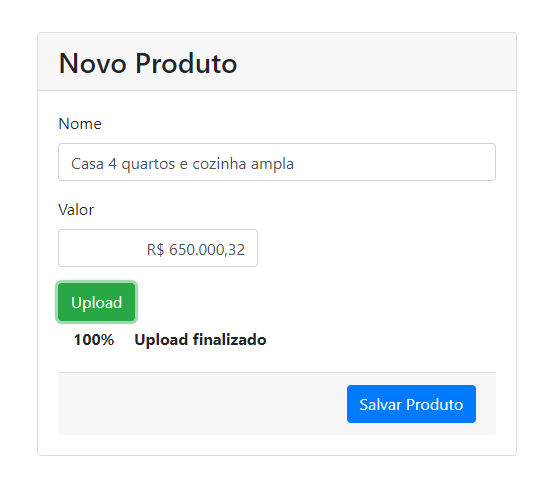 Novo Produto
Nome
Casa 4 quartos e cozinha ampla
Valor
R$ 650.000,32
Upload
100% Upload finalizado
Salvar Produto